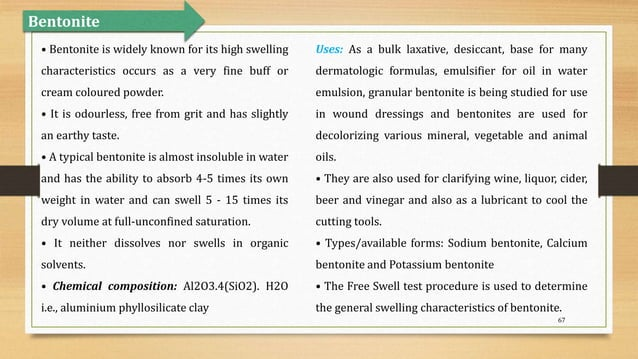 Bentonite
• Bentonite is widely known for its high swelling
characteristics occurs as a very fine buff or
cream coloured powder.
• It is odourless, free from grit and has slightly
an earthy taste.
• A typical bentonite is almost insoluble in water
and has the ability to absorb 4-5 times its own
weight in water and can swell 5 - 15 times its
dry volume at full-unconfined saturation.
• It neither dissolves nor swells in organic
solvents.
• Chemical composition: Al2O3.4(SiO2). H2O
i.e., aluminium phyllosilicate clay
Uses: As a bulk laxative, desiccant, base for many
dermatologic formulas, emulsifier for oil in water
emulsion, granular bentonite is being studied for use
in wound dressings and bentonites are used for
decolorizing various mineral, vegetable and animal
oils.
• They are also used for clarifying wine, liquor, cider,
beer and vinegar and also as a lubricant to cool the
cutting tools.
• Types/available forms: Sodium bentonite, Calcium
bentonite and Potassium bentonite
• The Free Swell test procedure is used to determine
the general swelling characteristics of bentonite.
67